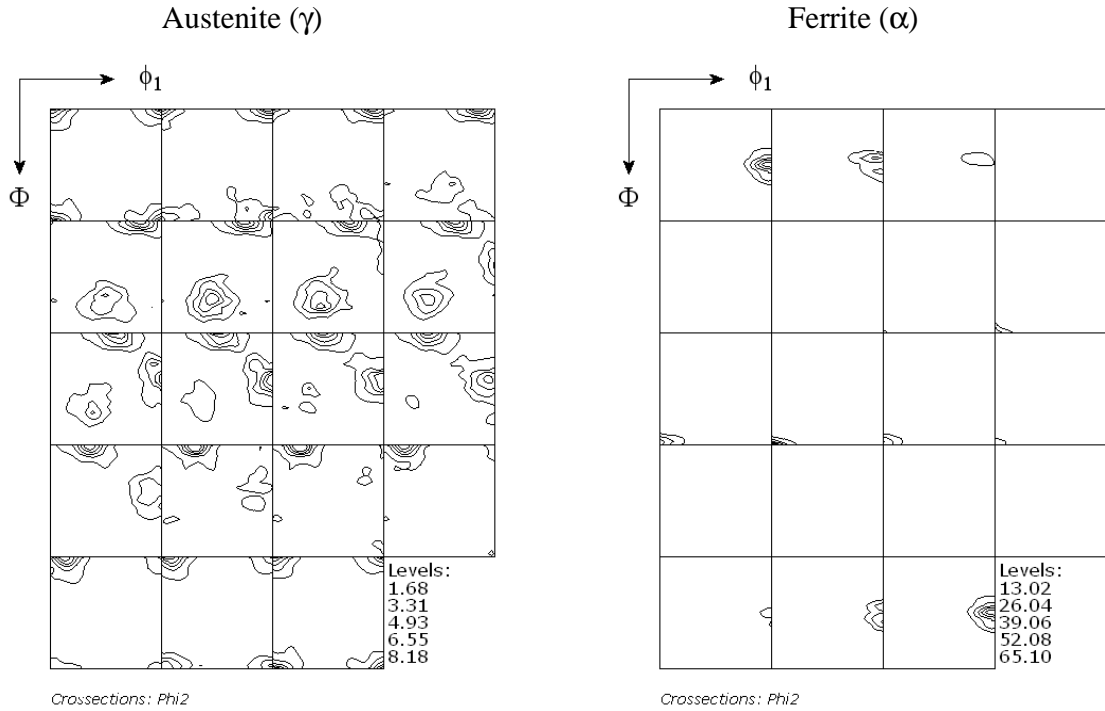 Austenite (γ)
Ferrite (α)
ϕ1
ϕ1
Φ
Φ
Levels:
1.68
3.31
4.93
6.55
8.18
Levels:
13.02
26.04
39.06
52.08
65.10
Crossections: Phi2
Crossections: Phi2